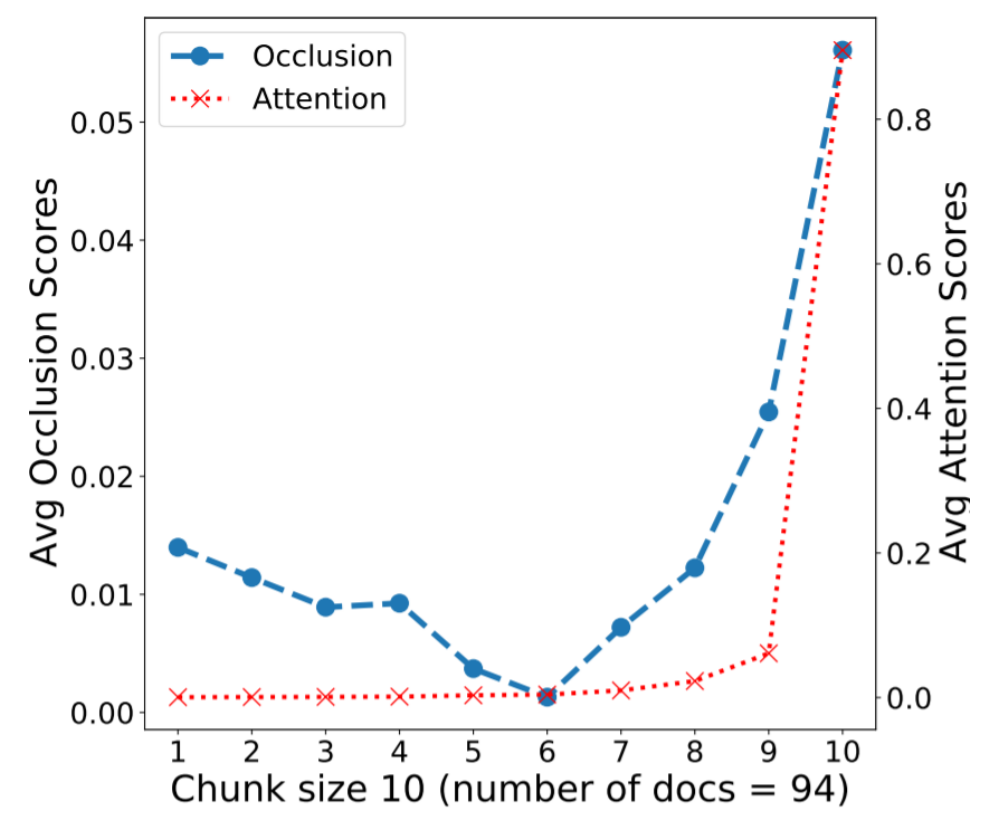 Occlusion
Attention
Avg Occlusion Scores
0.05
0.04
0.03
0.02
0.01
0.00
0.8
0.6
0.4
0.2
0.0
Avg Attention Scores
1 2 3 4 5 6 7 8 9 10
Chunk size 10 (number of docs = 94)